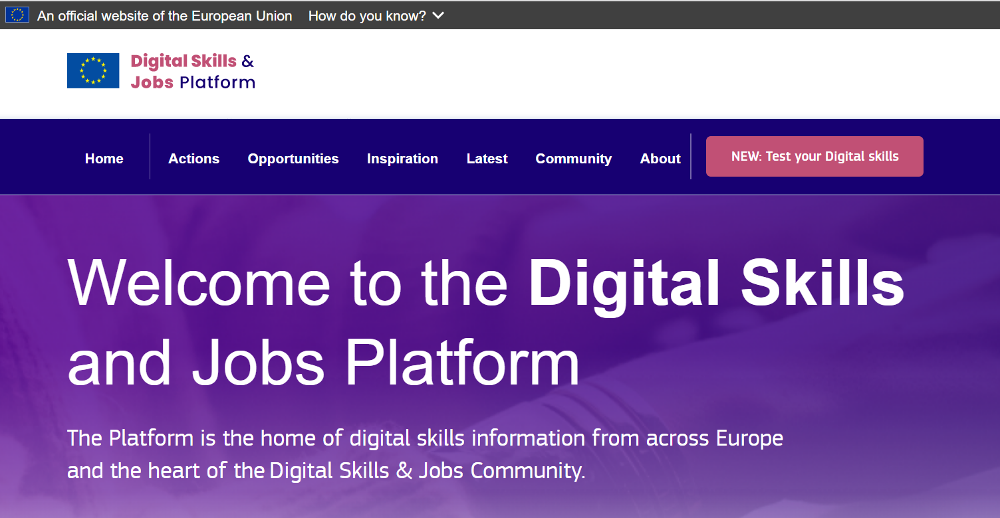 An official website of the European Union How do you know?
Digital Skills &
Jobs Platform
Home Actions Opportunities Inspiration Latest Community About NEW: Test your Digital skills
Welcome to the Digital Skills
and Jobs Platform
The Platform is the home of digital skills information from across Europe
and the heart of the Digital Skills & Jobs Community.